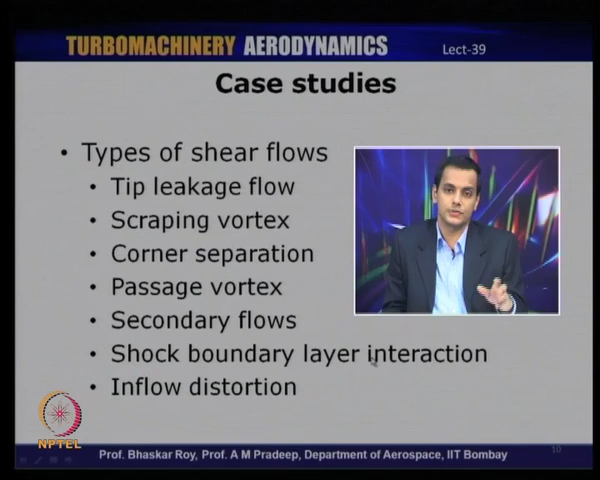 TURBOMACHINERY AERODYNAMICS Lect-39
Case studies
• Types of shear flows
• Tip leakage flow
• Scraping vortex
• Corner separation
• Passage vortex
• Secondary flows
• Shock boundary layer interaction
• Inflow distortion
NPTEL
Prof. Bhaskar Roy, Prof. A M Pradeep, Department of Aerospace, IIT Bombay
10